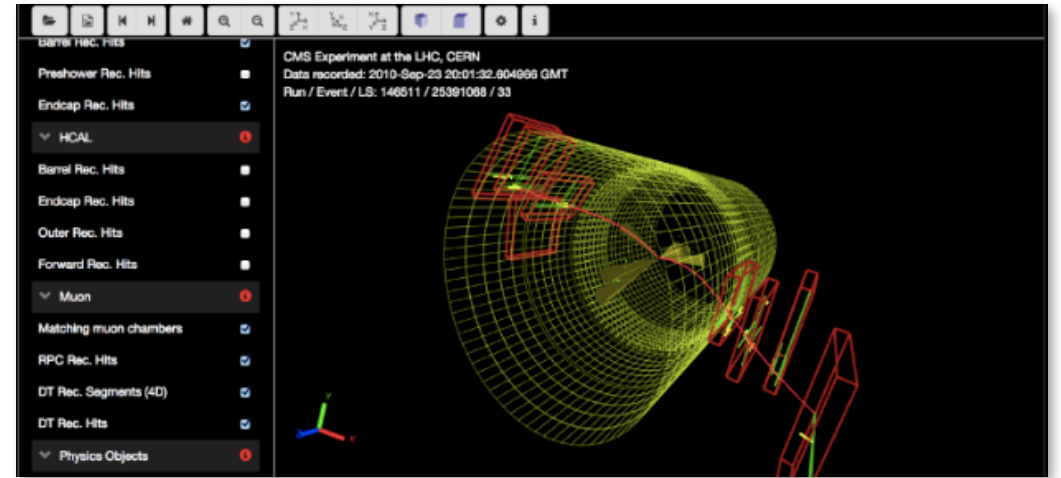 i
Barrel Rec. Hits
Preshower Rec. Hits
Endcap Rec. Hits
HCAL
Barrel Rec. Hits
Endcap Rec. Hits
Outer Rec. Hits
Forward Rec. Hits
Muon
Matching muon chambers
RPC Rec. Hits
DT Rec. Segments (4D)
DT Rec. Hits
Physics Objects
CMS Experiment at the LHC, CERN
Data recorded: 2010-Sep-23 20:01:32.604966 GMT
Run / Event / LS: 146511 / 25391068 / 33
Y
X